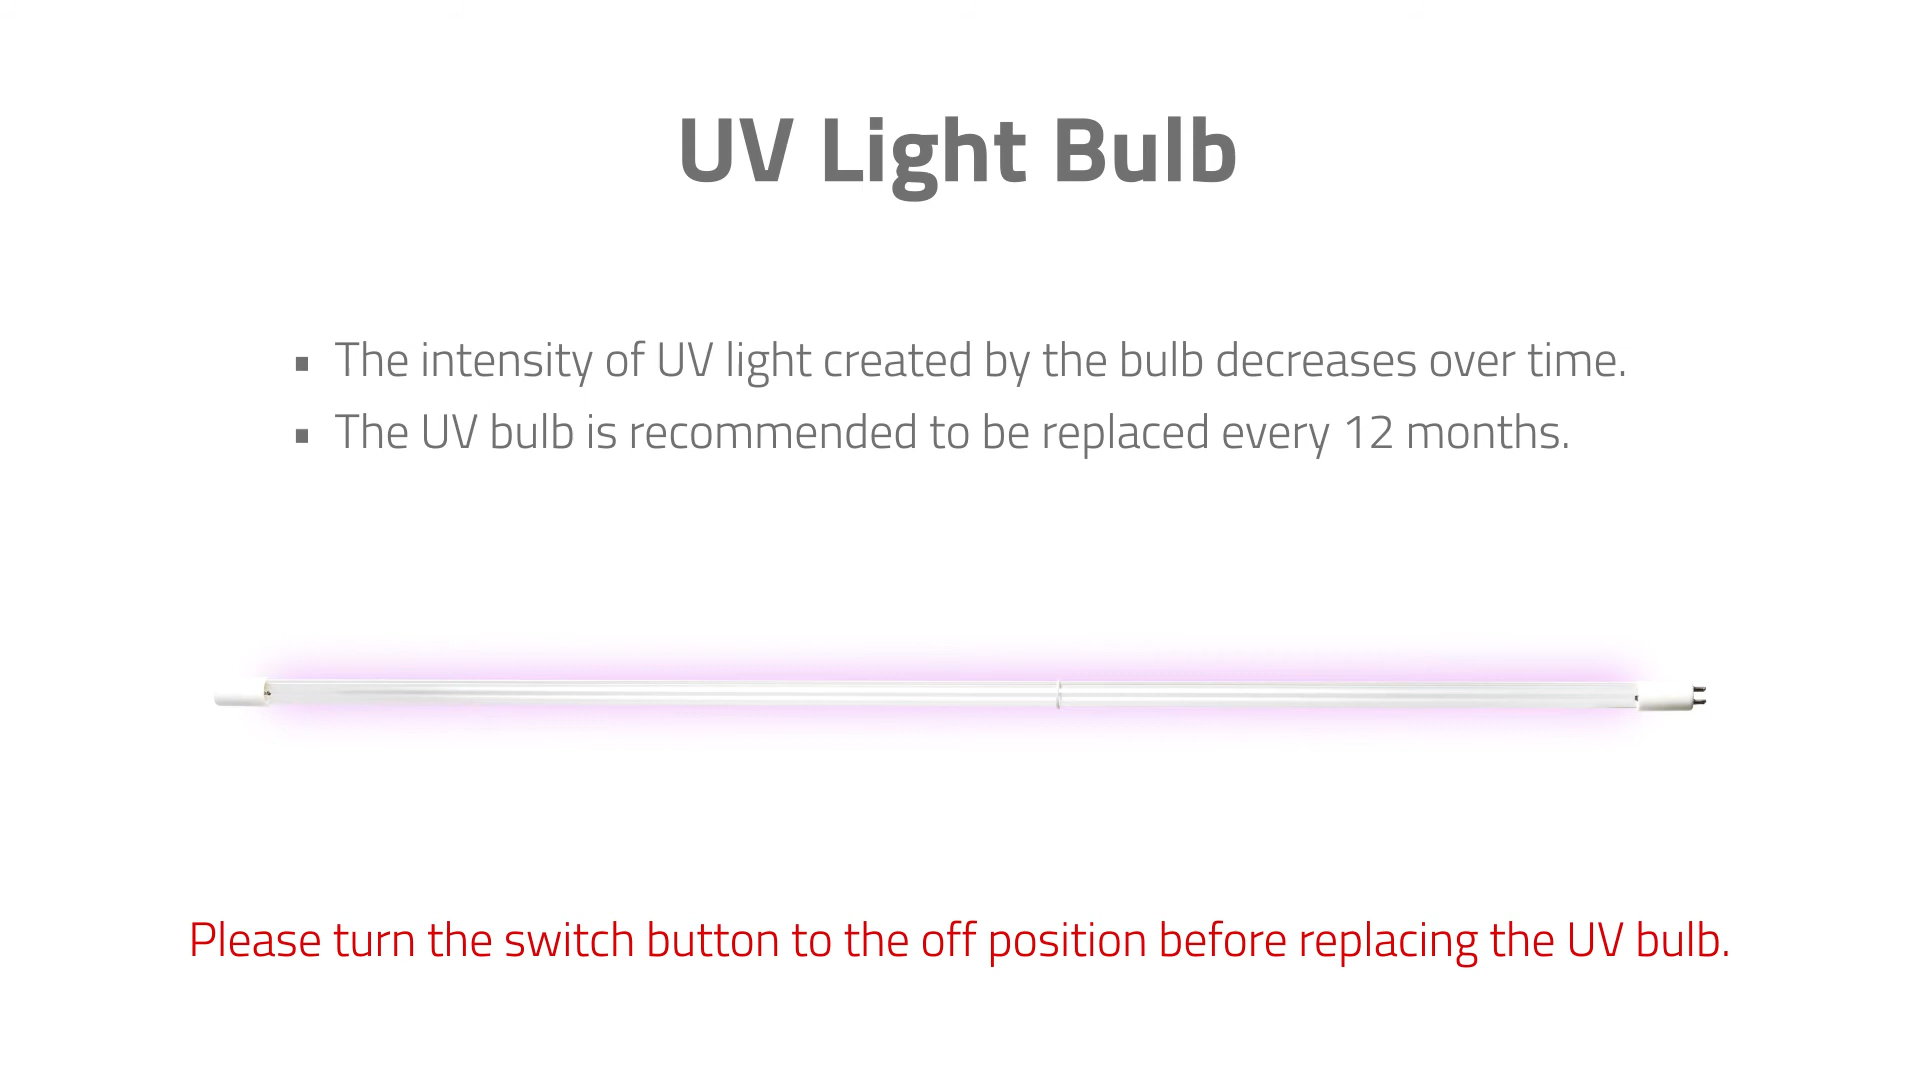 UV Light Bulb
▪ The intensity of UV light created by the bulb decreases over time.
▪ The UV bulb is recommended to be replaced every 12 months.
Please turn the switch button to the off position before replacing the UV bulb.